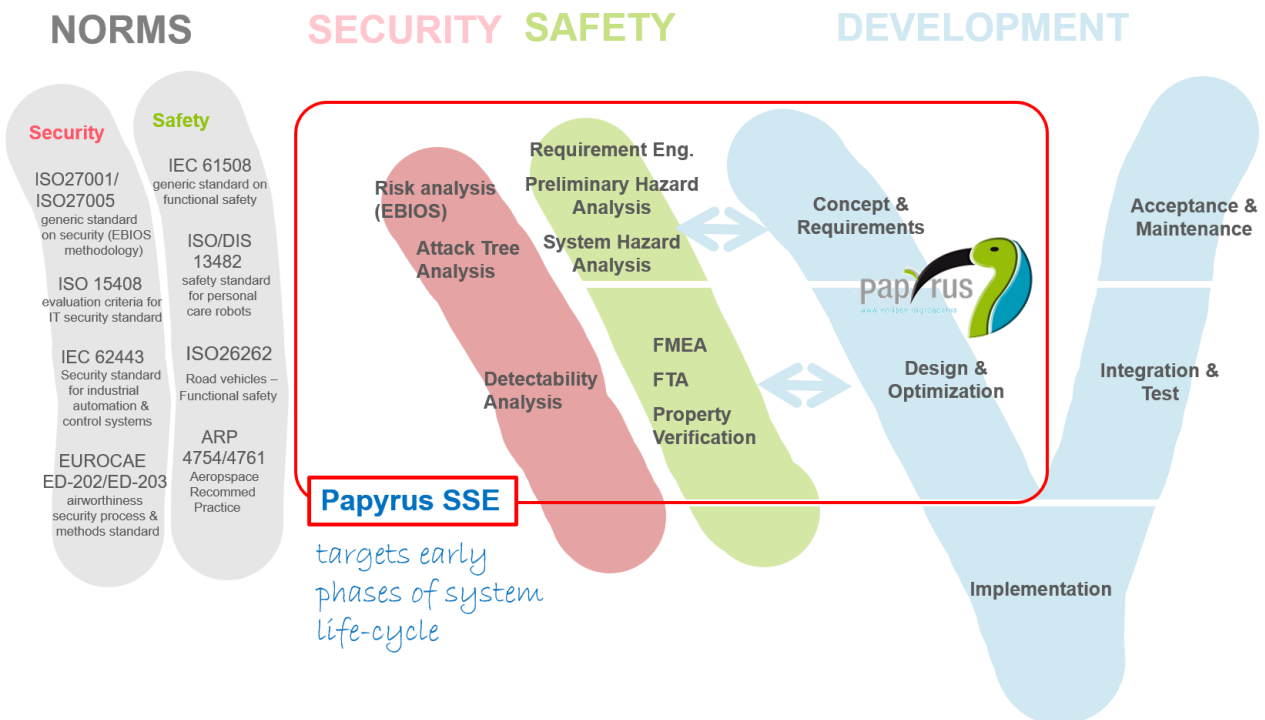 NORMS
SECURITY
SAFETY
DEVELOPMENT
Security
ISO27001/
ISO27005
generic standard
on security (EBIOS
methodology)
ISO 15408
evaluation criteria for
IT security standard
IEC 62443
Security standard
for industrial
automation &
control systems
EUROCAE
ED-202/ED-203
airworthiness
security process &
methods standard
Safety
IEC 61508
generic standard on
functional safety
ISO/DIS
13482
safety standard
for personal
care robots
ISO26262
Road vehicles –
Functional safety
ARP
4754/4761
Aeropspace
Recommed
Practice
Risk analysis
(EBIOS)
Attack Tree
Analysis
Detectability
Analysis
Requirement Eng.
Preliminary Hazard
Analysis
System Hazard
Analysis
FMEA
FTA
Property
Verification
Concept &
Requirements
papyrus
Design &
Optimization
Implementation
Acceptance &
Maintenance
Integration &
Test
Papyrus SSE
targets early
phases of system
life-cycle